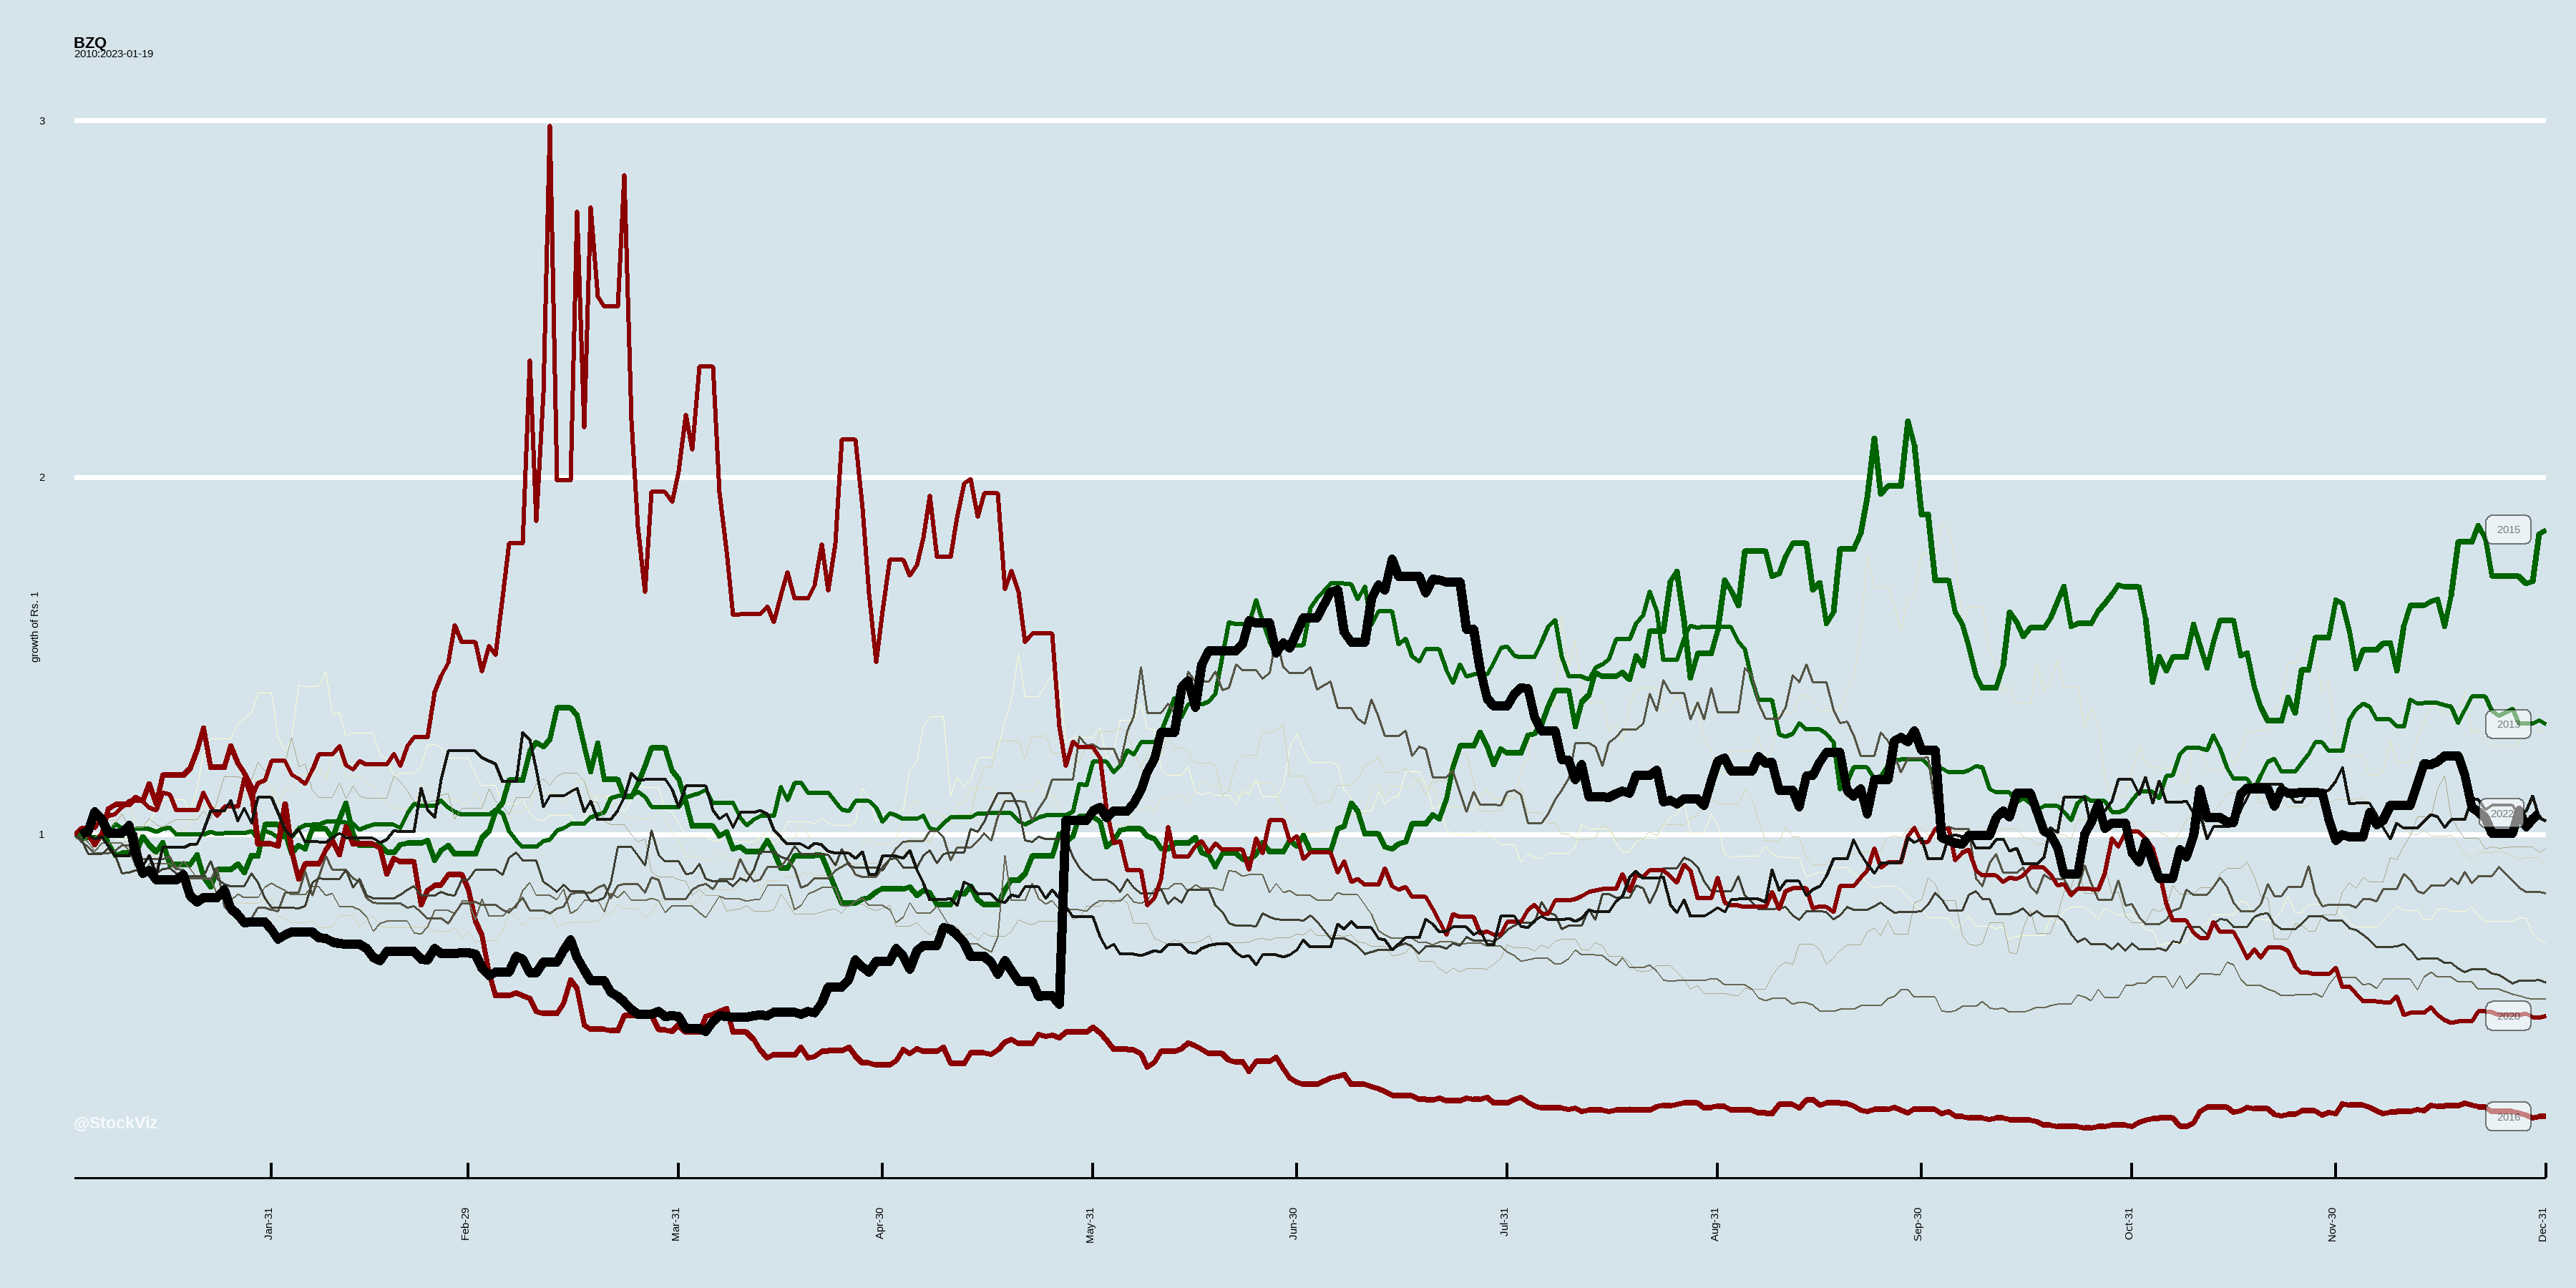 BZQ
2010:2023-01-19
3
2
1
1
growth of Rs. 1
2015
2013
2022
2020
2016
@StockViz
Jan-31
Feb-29
Mar-31
Apr-30
May-31
Jun-30
Jul-31
Aug-31
Sep-30
Oct-31
Nov-30
Dec-31